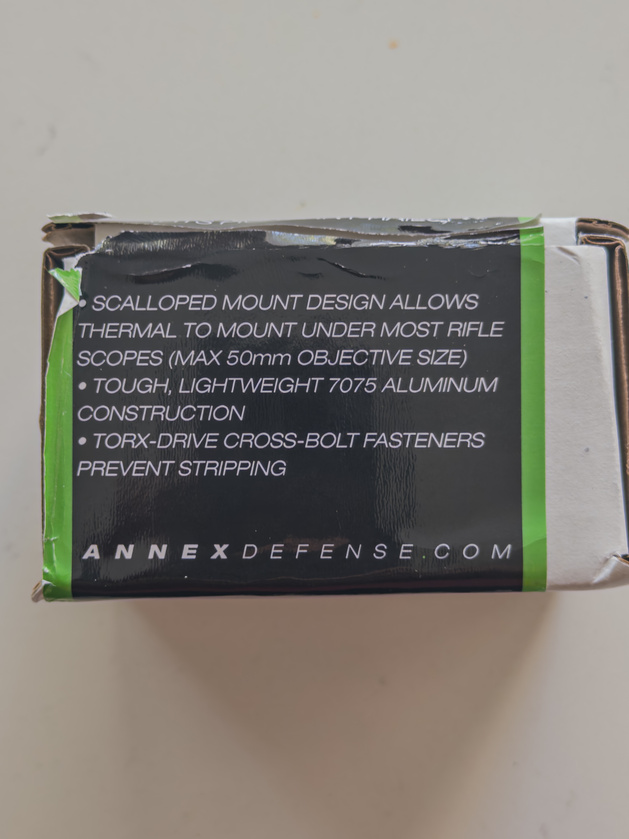 • SCALLOPED MOUNT DESIGN ALLOWS
THERMAL TO MOUNT UNDER MOST RIFLE
SCOPES (MAX 50mm OBJECTIVE SIZE)
• TOUGH, LIGHTWEIGHT 7075 ALUMINUM
CONSTRUCTION
• TORX-DRIVE CROSS-BOLT FASTENERS
PREVENT STRIPPING
ANNEXDEFENSE.COM